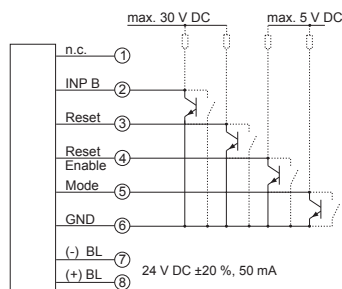 max. 30 V DC
max. 5 V DC
n.c. 1
INP B 2
Reset 3
Reset
Enable 4
Mode 5
GND 6
(-) BL 7
(+) BL 8
24 V DC ±20 %, 50 mA